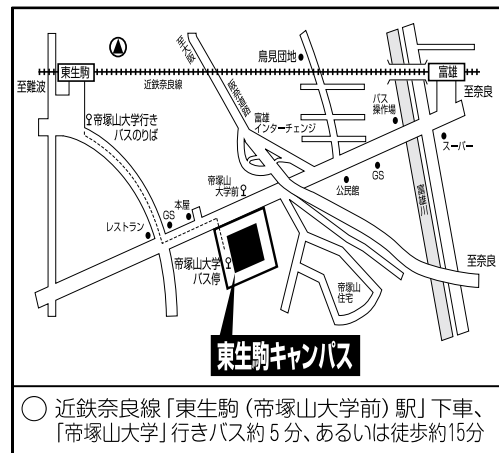 至大阪
鳥見団地
東生駒
富雄
至難波
近鉄奈良線
阪奈道路
至奈良
帝塚山大学行き
バスのりば
富雄
インターチェンジ
バス
操作場
スーパー
帝塚山
大学前
公民館
GS
富雄川
本屋
GS
レストラン
帝塚山大学
バス停
帝塚山
住宅
至奈良
東生駒キャンパス
○ 近鉄奈良線「東生駒 (帝塚山大学前) 駅」下車、
「帝塚山大学」行きバス約5分、あるいは徒歩約15分